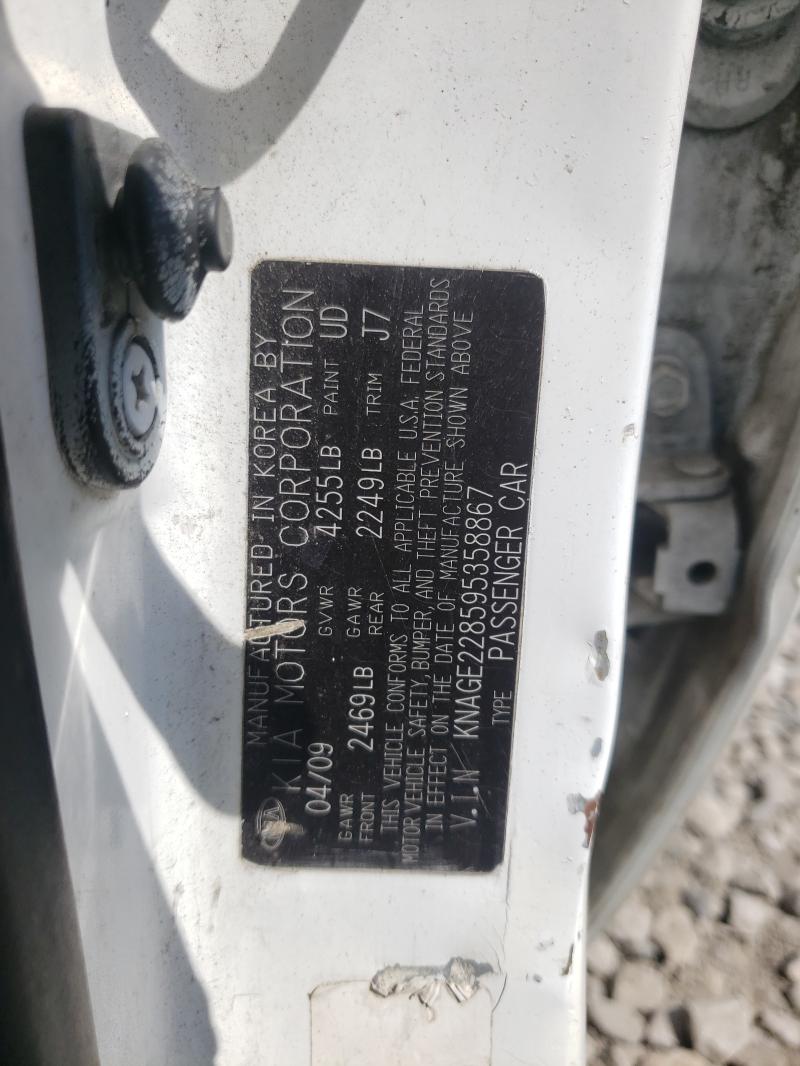 KIA MANUFACTURED IN KOREA BY
KIA MOTORS CORPORATION
04/09 GVWR 4255LB PAINT UD
GAWR FRONT 2469LB GAWR REAR 2249LB TRIM J7
THIS VEHICLE CONFORMS TO ALL APPLICABLE U.S.A. FEDERAL
MOTOR VEHICLE SAFETY, BUMPER, AND THEFT PREVENTION STANDARDS
IN EFFECT ON THE DATE OF MANUFACTURE SHOWN ABOVE
V.I.N KNAGE228595358867
TYPE PASSENGER CAR